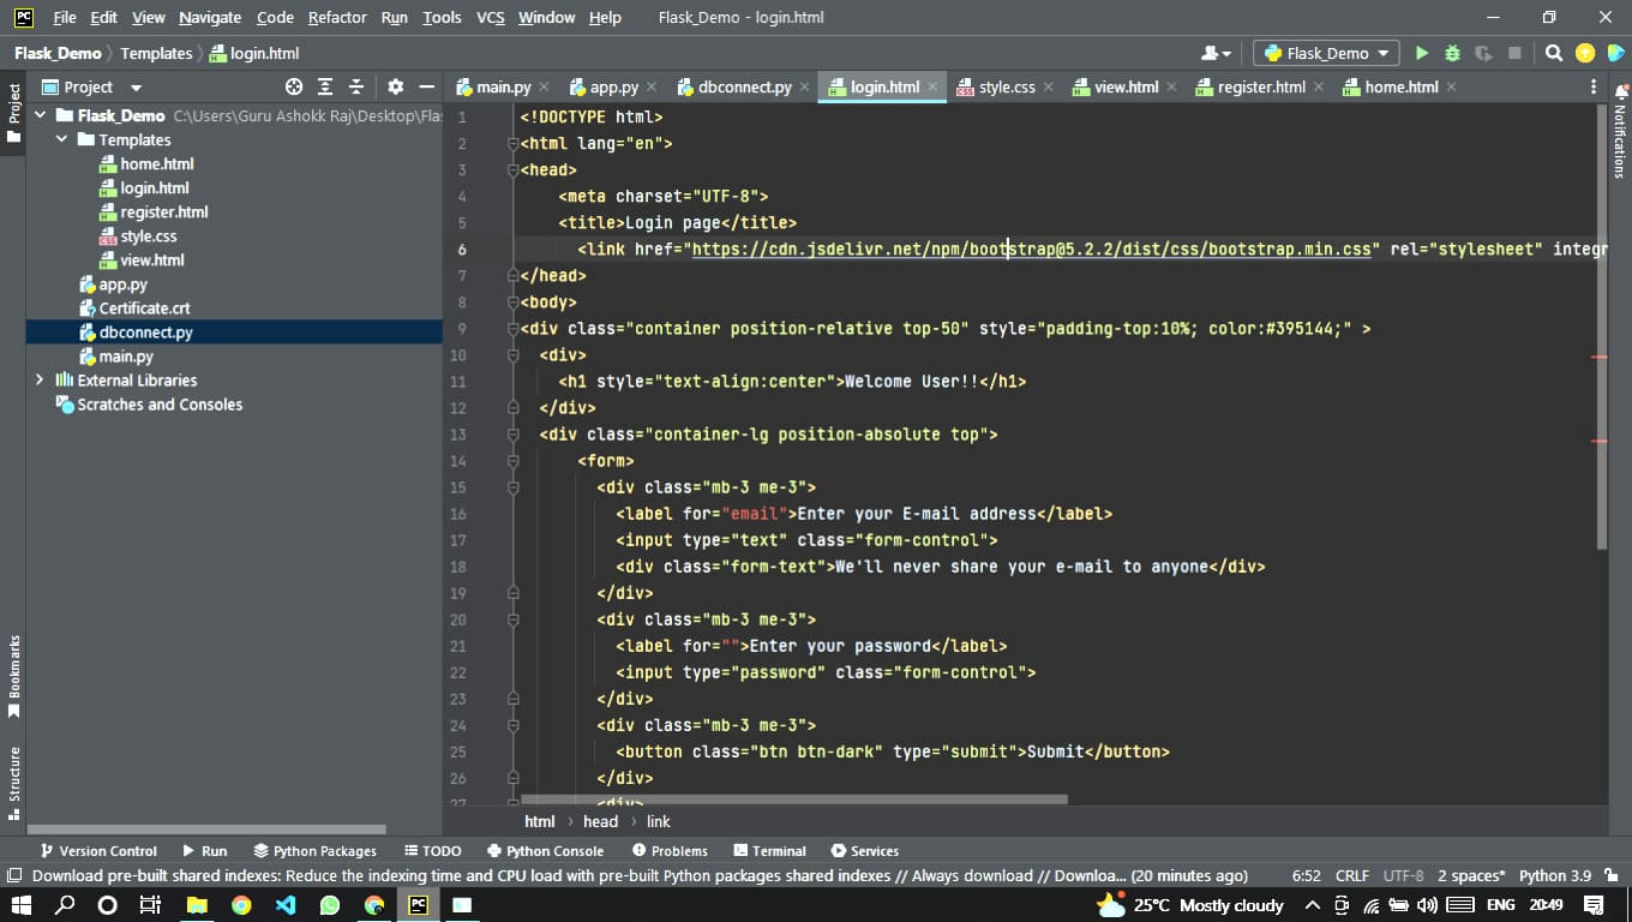 File Edit View Navigate Code Refactor Run Tools VCS Window Help Flask_Demo - login.html
Flask_Demo Templates login.html Flask_Demo
Project main.py app.py dbconnect.py login.html style.css view.html register.html home.html
Project
Notifications
Bookmarks
Structure
Flask_Demo C:\Users\Guru Ashokk Raj\Desktop\Fla
Templates
home.html
login.html
register.html
style.css
view.html
app.py
Certificate.crt
dbconnect.py
main.py
External Libraries
Scratches and Consoles
1 <!DOCTYPE html>
2 <html lang="en">
3 <head>
4 <meta charset="UTF-8">
5 <title>Login page</title>
6 <link href="https://cdn.jsdelivr.net/npm/bootstrap@5.2.2/dist/css/bootstrap.min.css" rel="stylesheet" integr
7 </head>
8 <body>
9 <div class="container position-relative top-50" style="padding-top:10%; color:#395144;" >
10 <div>
11 <h1 style="text-align:center">Welcome User!!</h1>
12 </div>
13 <div class="container-lg position-absolute top">
14 <form>
15 <div class="mb-3 me-3">
16 <label for="email">Enter your E-mail address</label>
17 <input type="text" class="form-control">
18 <div class="form-text">We'll never share your e-mail to anyone</div>
19 </div>
20 <div class="mb-3 me-3">
21 <label for="">Enter your password</label>
22 <input type="password" class="form-control">
23 </div>
24 <div class="mb-3 me-3">
25 <button class="btn btn-dark" type="submit">Submit</button>
26 </div>
27 <div>
html head link
Version Control Run Python Packages TODO Python Console Problems Terminal Services
Download pre-built shared indexes: Reduce the indexing time and CPU load with pre-built Python packages shared indexes // Always download // Downloa... (20 minutes ago) 6:52 CRLF UTF-8 2 spaces* Python 3.9
25°C Mostly cloudy ENG 20:49